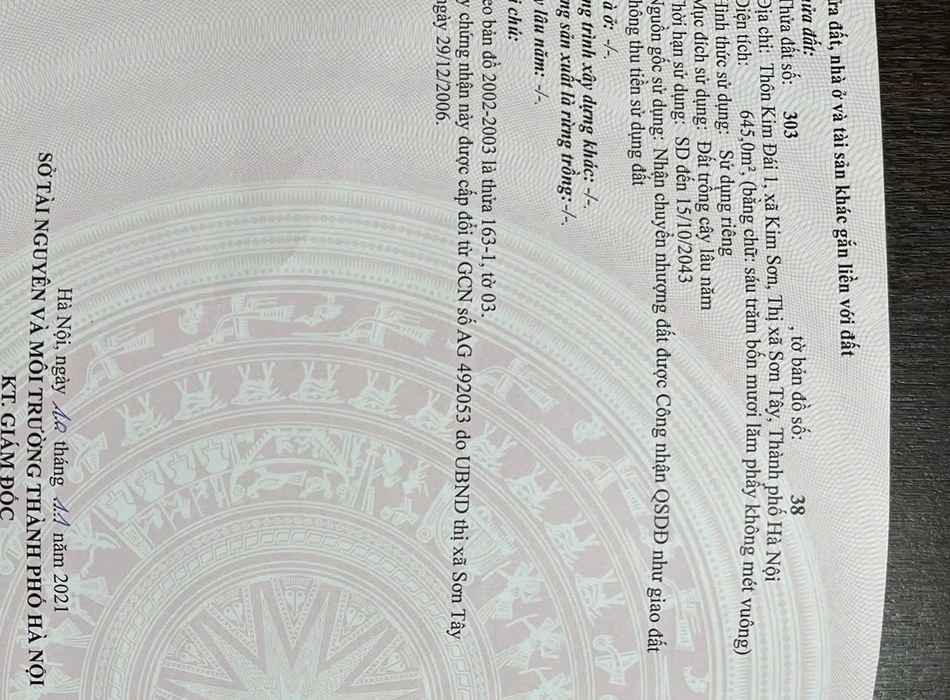 ửa đất, nhà ở và tài sản khác gắn liền với đất
ửa đất:
Thửa đất số: 303 , tờ bản đồ số: 38
Địa chỉ: Thôn Kim Đái 1, xã Kim Sơn, Thị xã Sơn Tây, Thành phố Hà Nội
Diện tích: 645,0m², (bằng chữ: sáu trăm bốn mươi lăm phẩy không mét vuông)
Hình thức sử dụng: Sử dụng riêng
Mục đích sử dụng: Đất trồng cây lâu năm
Thời hạn sử dụng: SD đến 15/10/2043
Nguồn gốc sử dụng: Nhận chuyển nhượng đất được Công nhận QSDĐ như giao đất
hông thu tiền sử dụng đất
à ở: -/-.
ng trình xây dựng khác: -/-.
ng sản xuất là rừng trồng:-/-.
y lâu năm: -/-.
i chú:
eo bản đồ 2002-2003 là thửa 163-1, tờ 03.
y chứng nhận này được cấp đổi từ GCN số AG 492053 do UBND thị xã Sơn Tây
ngày 29/12/2006.
Hà Nội, ngày tháng 11 năm 2021
SỞ TÀI NGUYÊN VÀ MÔI TRƯỜNG THÀNH PHỐ HÀ NỘI
KT. GIÁM ĐỐC